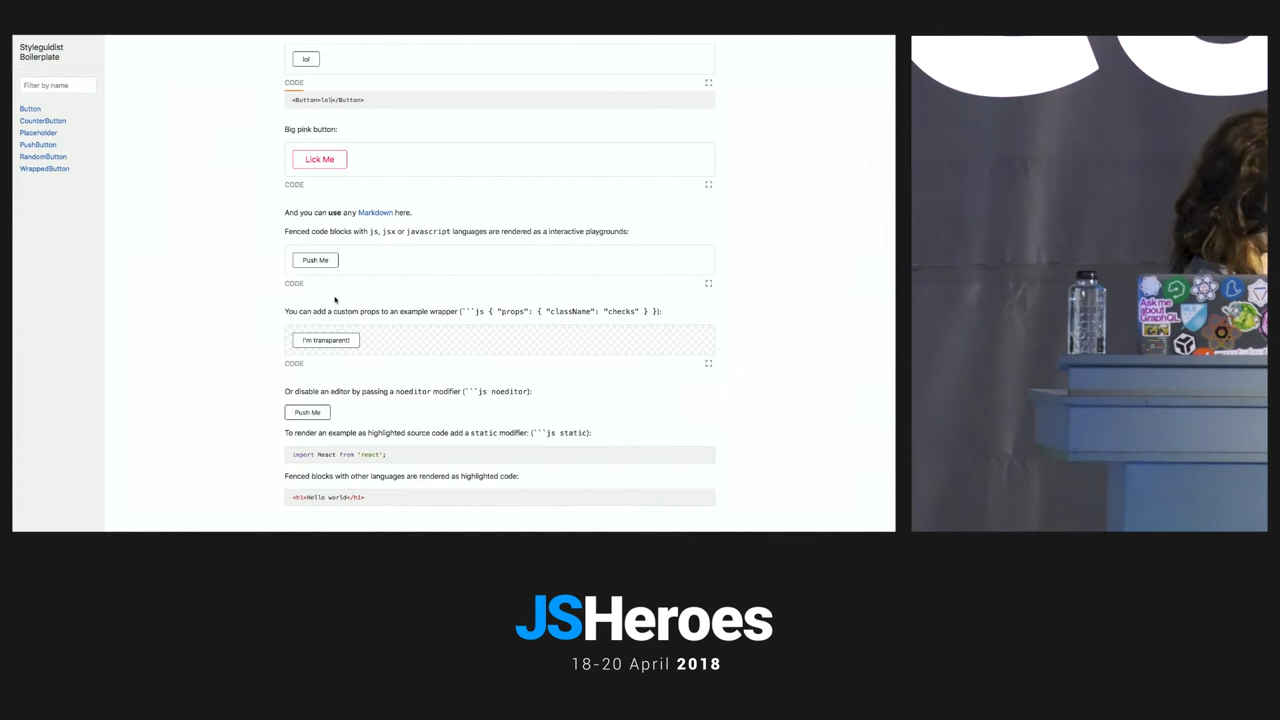 Styleguidist
Boilerplate
Filter by name
Button
CounterButton
Placeholder
PushButton
RandomButton
WrappedButton
lol
CODE
<Button>lol</Button>
Big pink button:
Lick Me
CODE
And you can use any Markdown here.
Fenced code blocks with js, jsx or javascript languages are rendered as a interactive playgrounds:
Push Me
CODE
You can add a custom props to an example wrapper (```js { "props": { "className": "checks" } }):
I'm transparent!
CODE
Or disable an editor by passing a noeditor modifier (```js noeditor):
Push Me
To render an example as highlighted source code add a static modifier: (```js static):
import React from 'react';
Fenced blocks with other languages are rendered as highlighted code:
<h1>Hello world</h1>
Ask me
about
GraphQL
JSHeroes
18-20 April 2018